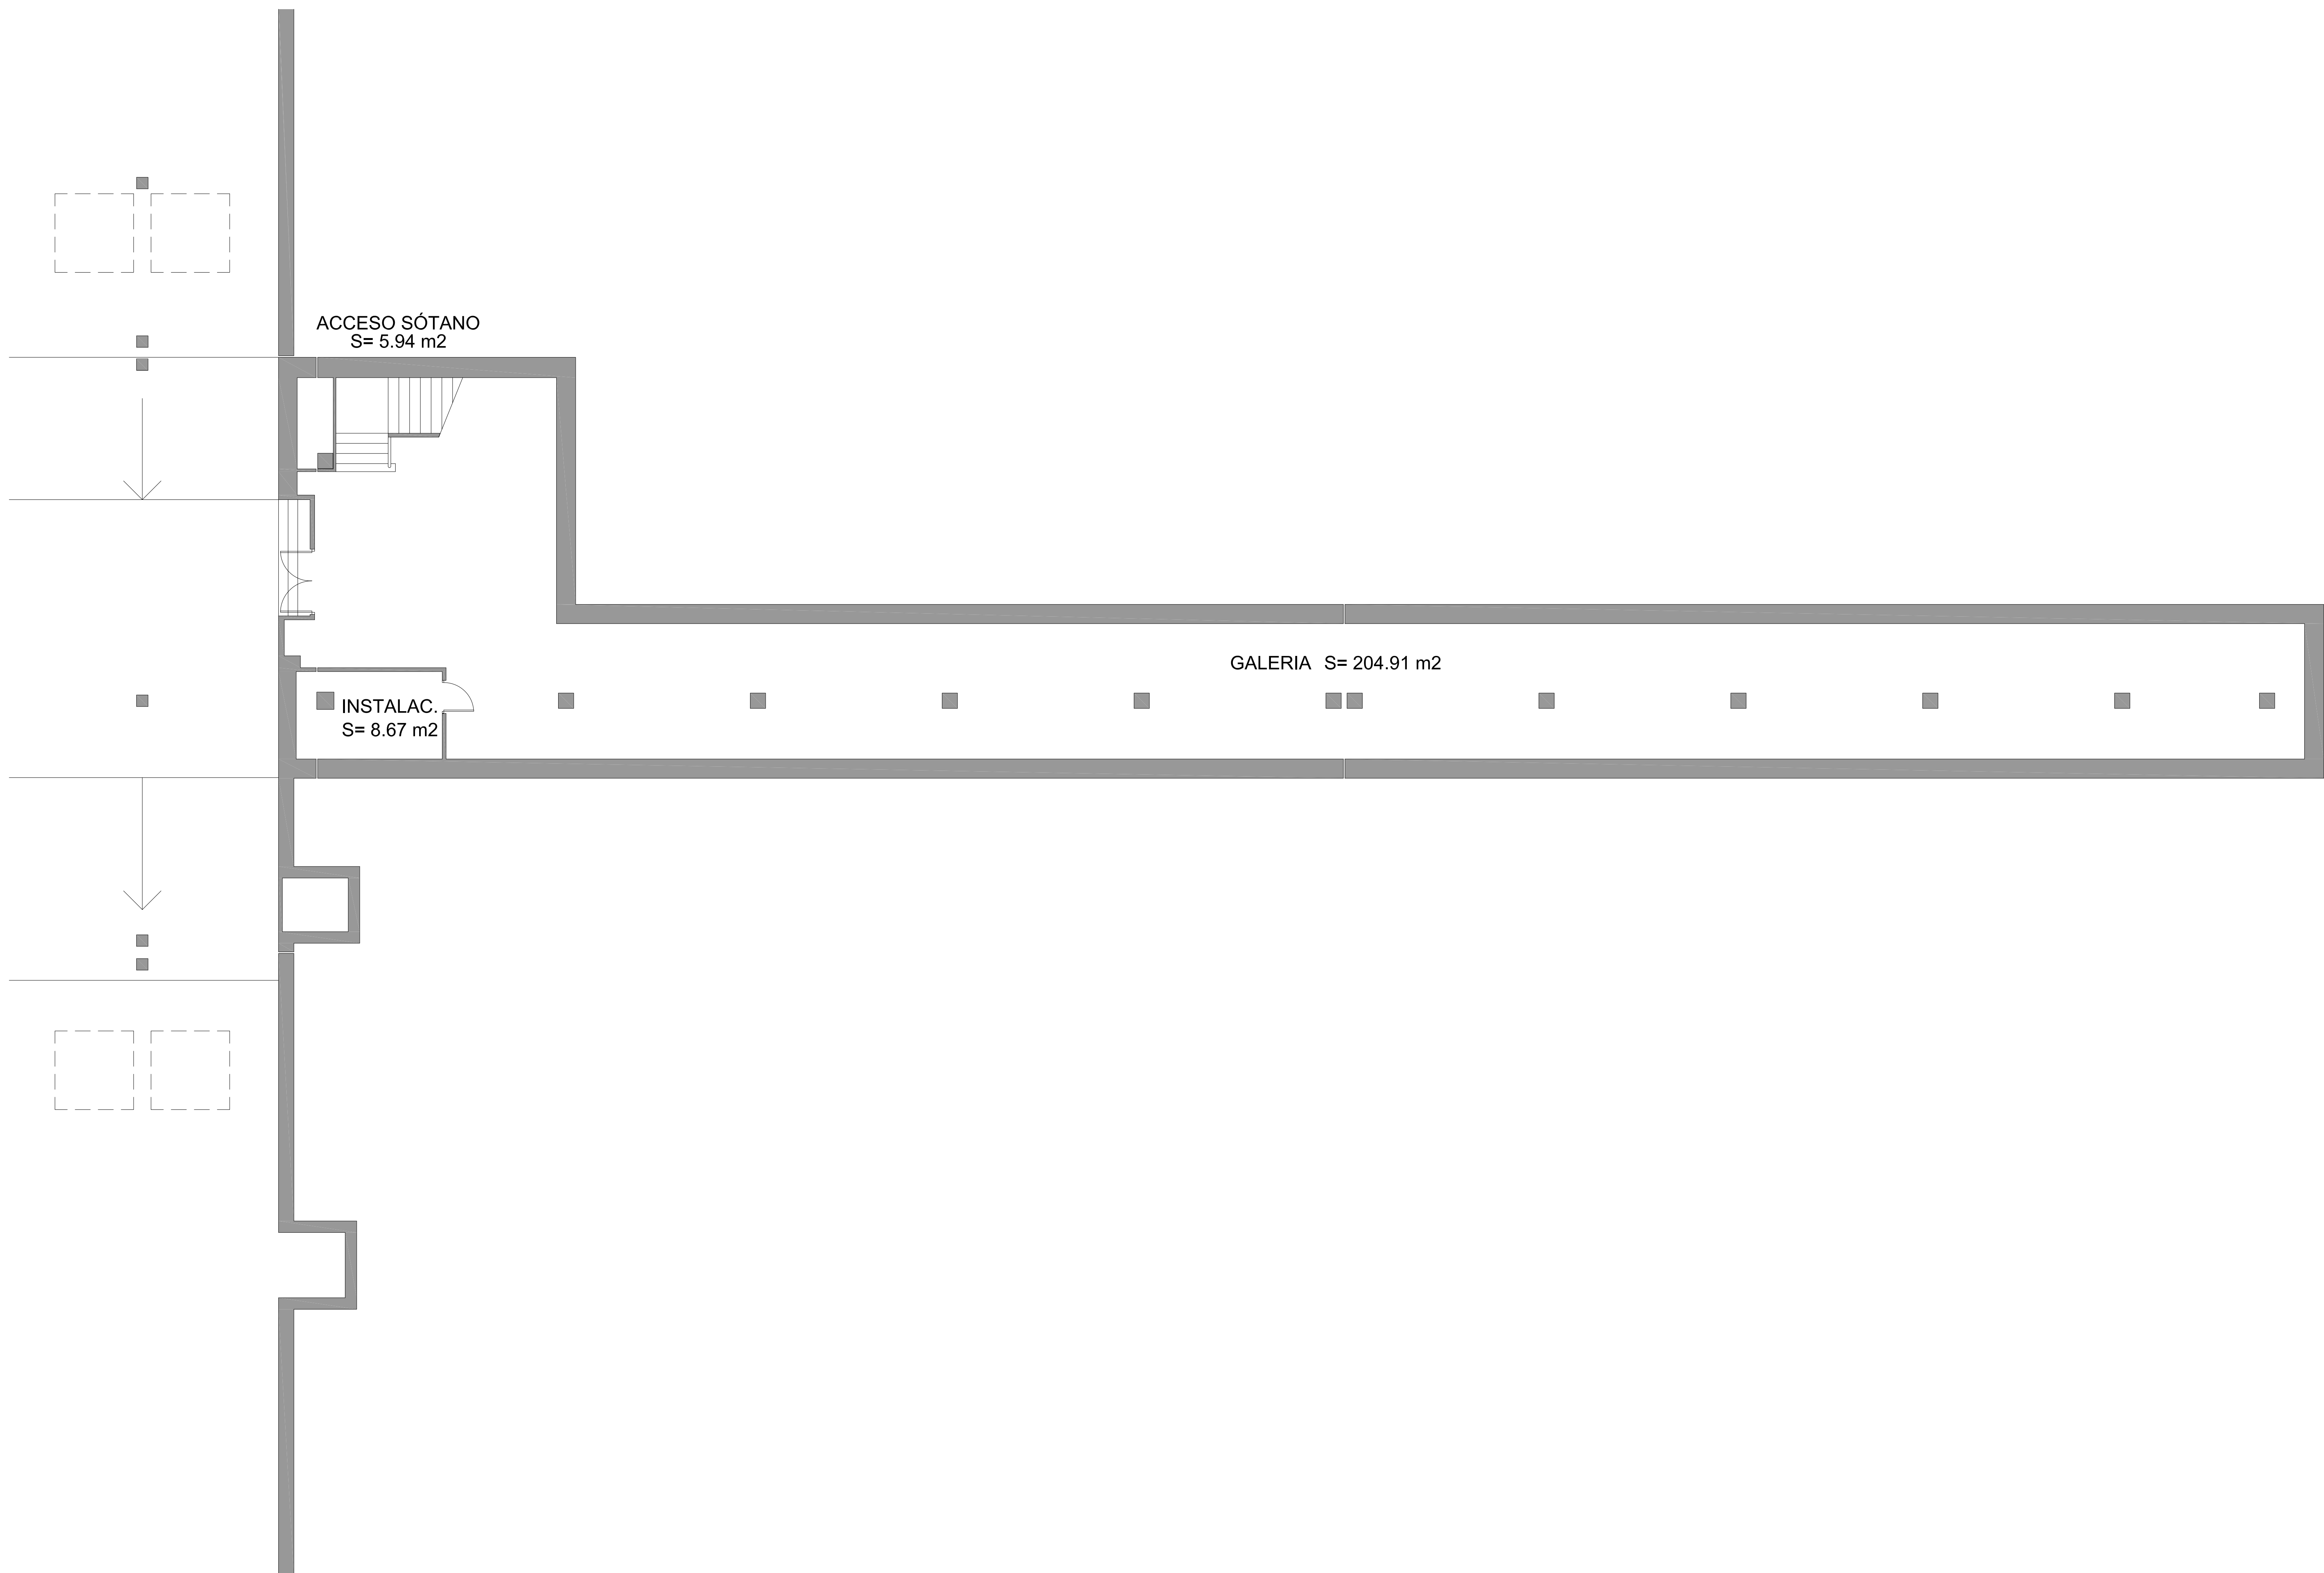 ACCESO SÓTANO
S= 5.94 m2
GALERIA S= 204.91 m2
INSTALAC.
S= 8.67 m2